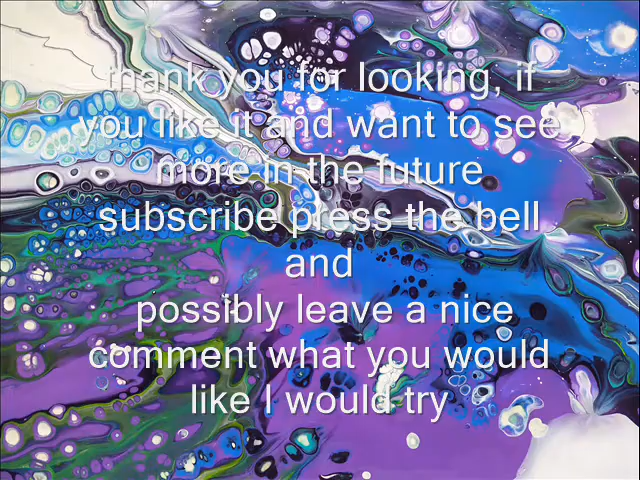 thank you for looking, if
you like it and want to see
more in the future
subscribe press the bell
and
possibly leave a nice
comment what you would
like I would try